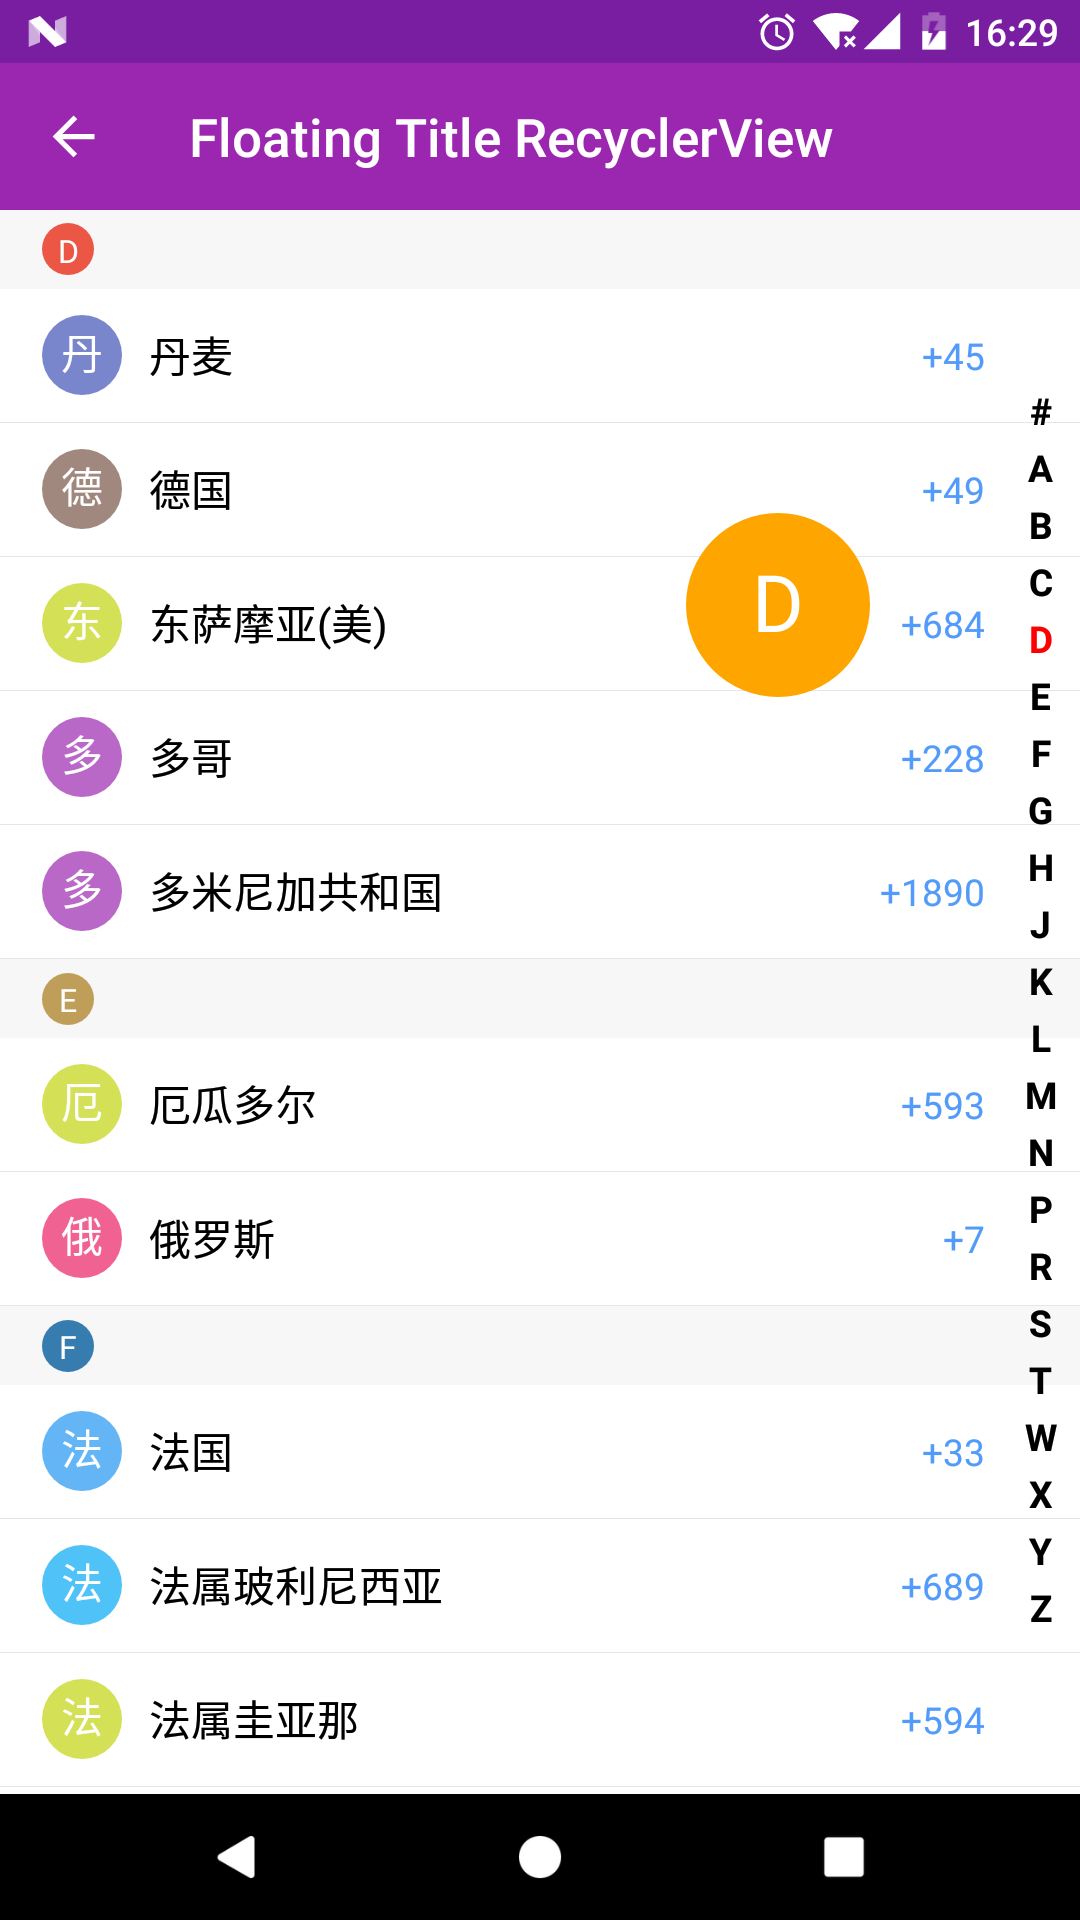 16:29
Floating Title RecyclerView
D
丹 丹麦 +45
#
A
德 德国 +49
B
C
D
东 东萨摩亚(美) +684
D
E
多 多哥 +228
F
G
H
多 多米尼加共和国 +1890
J
E
K
L
厄 厄瓜多尔 +593
M
N
P
俄 俄罗斯 +7
R
S
F
T
W
法 法国 +33
X
Y
法 法属玻利尼西亚 +689
Z
法 法属圭亚那 +594